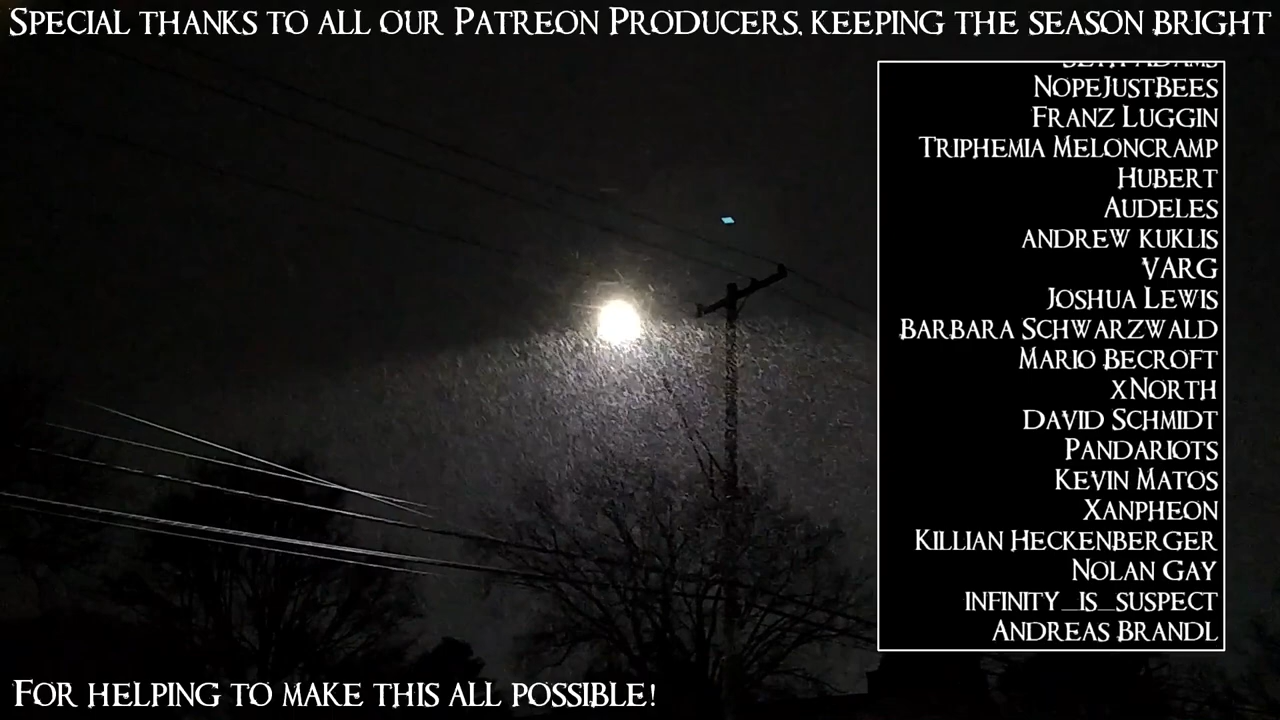 Special thanks to all our Patreon Producers, keeping the season bright
NopeJustBees
Franz Luggin
Triphemia Meloncramp
Hubert
Audeles
andrew kuklis
Varg
Joshua Lewis
Barbara Schwarzwald
Mario Becroft
xNorth
David Schmidt
Pandariots
Kevin Matos
Xanpheon
Killian Heckenberger
Nolan Gay
infinity_is_suspect
Andreas Brandl
For helping to make this all possible!